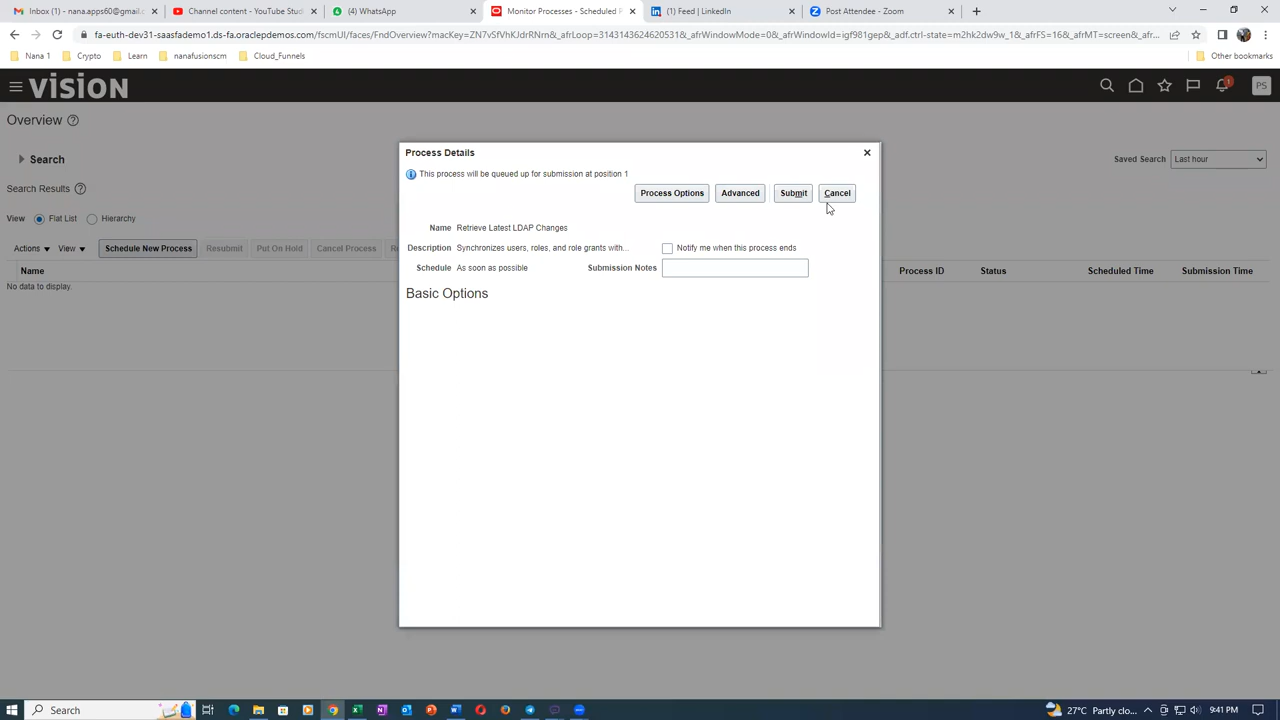 Inbox (1) - nana.apps60@gmail.c
Channel content - YouTube Stud
(4) WhatsApp
Monitor Processes - Scheduled P
(1) Feed | LinkedIn
Post Attendee - Zoom
fa-euth-dev31-saasfademo1.ds-fa.oraclepdemos.com/fscmUI/faces/FndOverview?macKey=ZN7vSfVhKJdrRNrn&_afrLoop=3143143624620531&_afrWindowMode=0&_afrWindowId=igf981gep&_adf.ctrl-state=m2hk2dw9w_1&_afrFS=16&_afrMT=screen&_afr...
Nana 1
Crypto
Learn
nanafusionscm
Cloud_Funnels
Other bookmarks
VISION
1
PS
Overview
Search
Saved Search
Last hour
Search Results
View
Flat List
Hierarchy
Actions
View
Schedule New Process
Resubmit
Put On Hold
Cancel Process
Name
Process ID
Status
Scheduled Time
Submission Time
No data to display.
Process Details
This process will be queued up for submission at position 1
Process Options
Advanced
Submit
Cancel
Name Retrieve Latest LDAP Changes
Description Synchronizes users, roles, and role grants with...
Notify me when this process ends
Schedule As soon as possible
Submission Notes
Basic Options
Search
27°C Partly clo...
9:41 PM